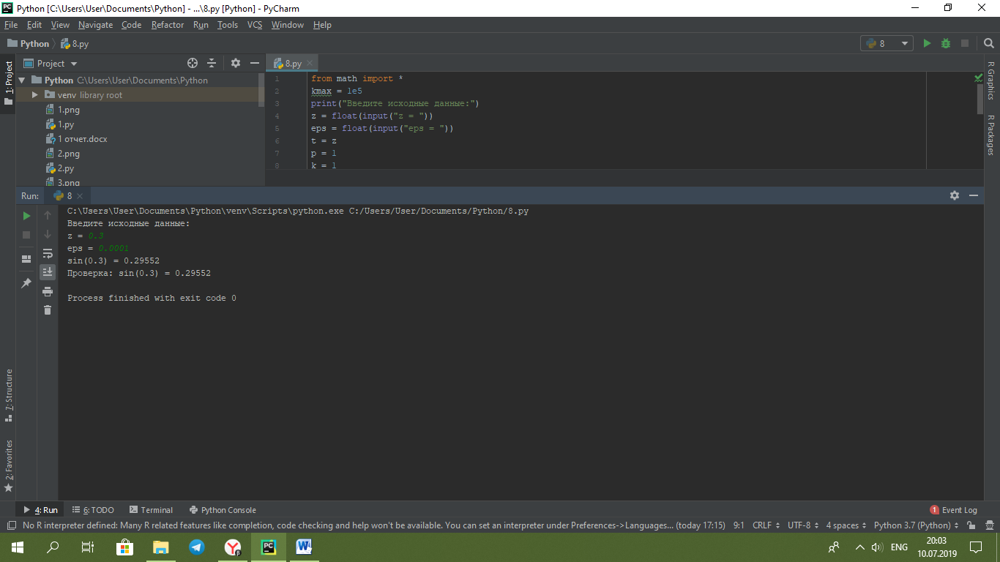 Python [C:\Users\User\Documents\Python] - ...\8.py [Python] - PyCharm
File Edit View Navigate Code Refactor Run Tools VCS Window Help
Python 8.py 8
1: Project
Project
8.py
Python C:\Users\User\Documents\Python
venv library root
1.png
1.py
1 отчет.docx
2.png
2.py
3.png
1 from math import *
2 kmax = 1e5
3 print("Введите исходные данные:")
4 z = float(input("z = "))
5 eps = float(input("eps = "))
6 t = z
7 p = 1
8 k = 1
R Graphics
R Packages
Run: 8
C:\Users\User\Documents\Python\venv\Scripts\python.exe C:/Users/User/Documents/Python/8.py
Введите исходные данные:
z = 0.3
eps = 0.0001
sin(0.3) = 0.29552
Проверка: sin(0.3) = 0.29552
Process finished with exit code 0
7: Structure
2: Favorites
4: Run 6: TODO Terminal Python Console 1 Event Log
No R interpreter defined: Many R related features like completion, code checking and help won't be available. You can set an interpreter under Preferences->Languages... (today 17:15) 9:1 CRLF UTF-8 4 spaces Python 3.7 (Python)
ENG
20:03
10.07.2019